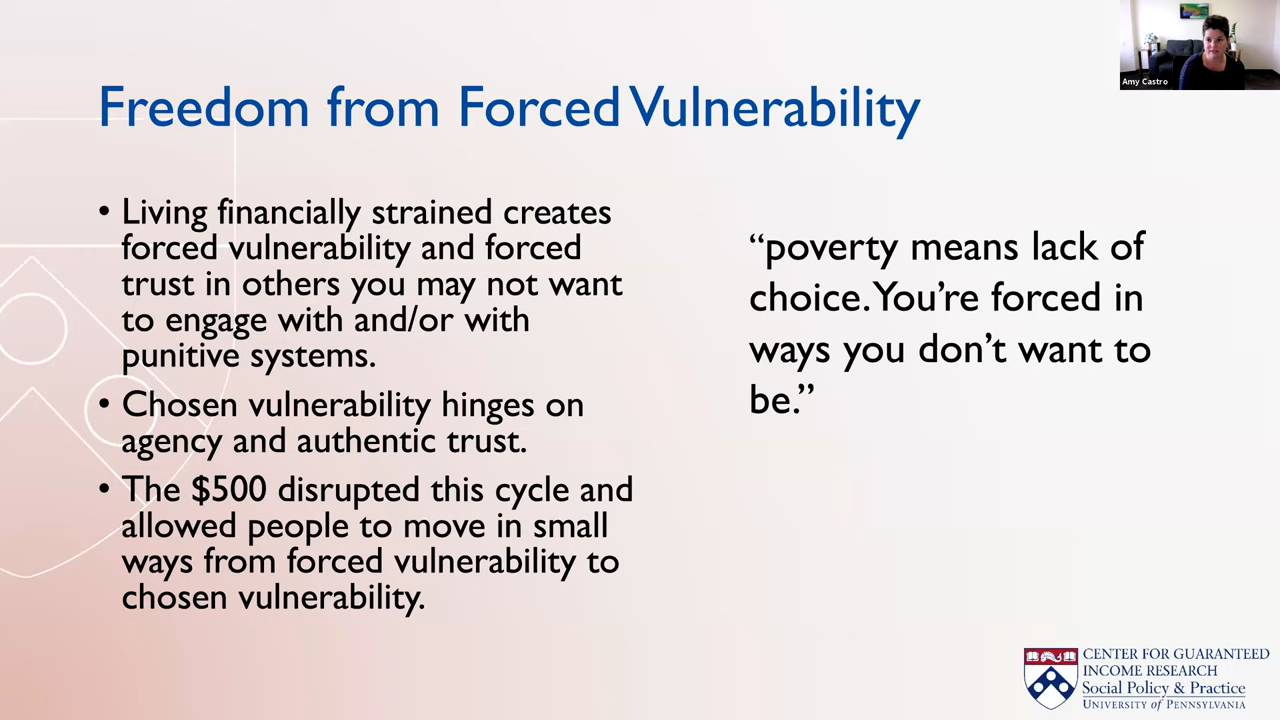 Amy Castro
Freedom from Forced Vulnerability
• Living financially strained creates
forced vulnerability and forced
trust in others you may not want
to engage with and/or with
punitive systems.
• Chosen vulnerability hinges on
agency and authentic trust.
• The $500 disrupted this cycle and
allowed people to move in small
ways from forced vulnerability to
chosen vulnerability.
“poverty means lack of
choice. You’re forced in
ways you don’t want to
be.”
CENTER FOR GUARANTEED
INCOME RESEARCH
Social Policy & Practice
UNIVERSITY of PENNSYLVANIA